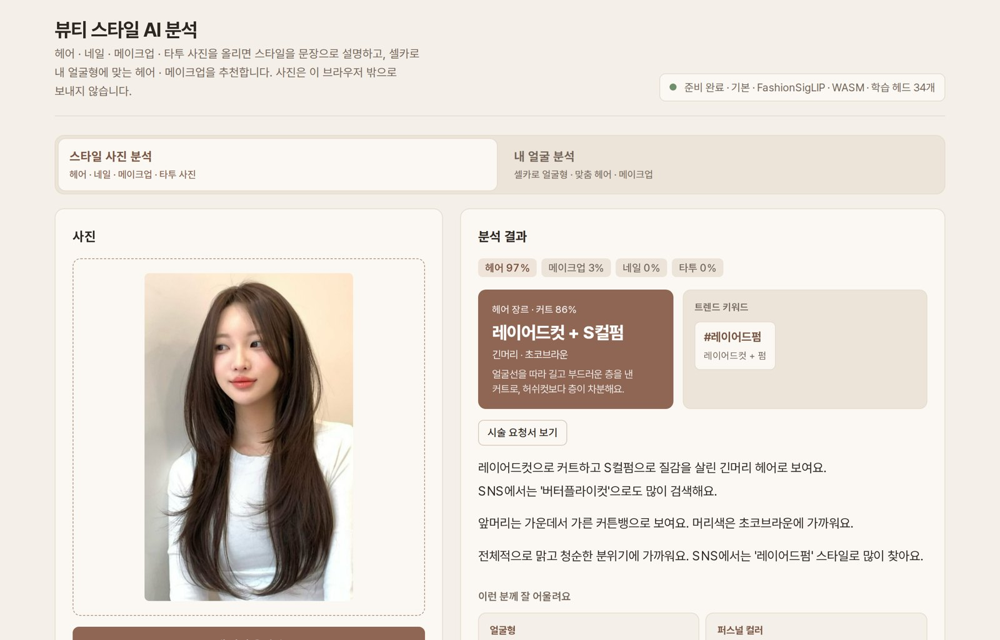 뷰티 스타일 AI 분석
헤어 · 네일 · 메이크업 · 타투 사진을 올리면 스타일을 문장으로 설명하고, 셀카로
내 얼굴형에 맞는 헤어 · 메이크업을 추천합니다. 사진은 이 브라우저 밖으로
보내지 않습니다.
준비 완료 · 기본 · FashionSigLIP · WASM · 학습 헤드 34개
스타일 사진 분석
헤어 · 네일 · 메이크업 · 타투 사진
내 얼굴 분석
셀카로 얼굴형 · 맞춤 헤어 · 메이크업
사진
분석 결과
헤어 97% 메이크업 3% 네일 0% 타투 0%
헤어 장르 · 커트 86%
레이어드컷 + S컬펌
긴머리 · 초코브라운
얼굴선을 따라 길고 부드러운 층을 낸
커트로, 허쉬컷보다 층이 차분해요.
트렌드 키워드
#레이어드펌
레이어드컷 + 펌
시술 요청서 보기
레이어드컷으로 커트하고 S컬펌으로 질감을 살린 긴머리 헤어로 보여요.
SNS에서는 '버터플라이컷'으로도 많이 검색해요.
앞머리는 가운데서 가른 커튼뱅으로 보여요. 머리색은 초코브라운에 가까워요.
전체적으로 맑고 청순한 분위기에 가까워요. SNS에서는 '레이어드펌' 스타일로 많이 찾아요.
이런 분께 잘 어울려요
얼굴형
퍼스널 컬러